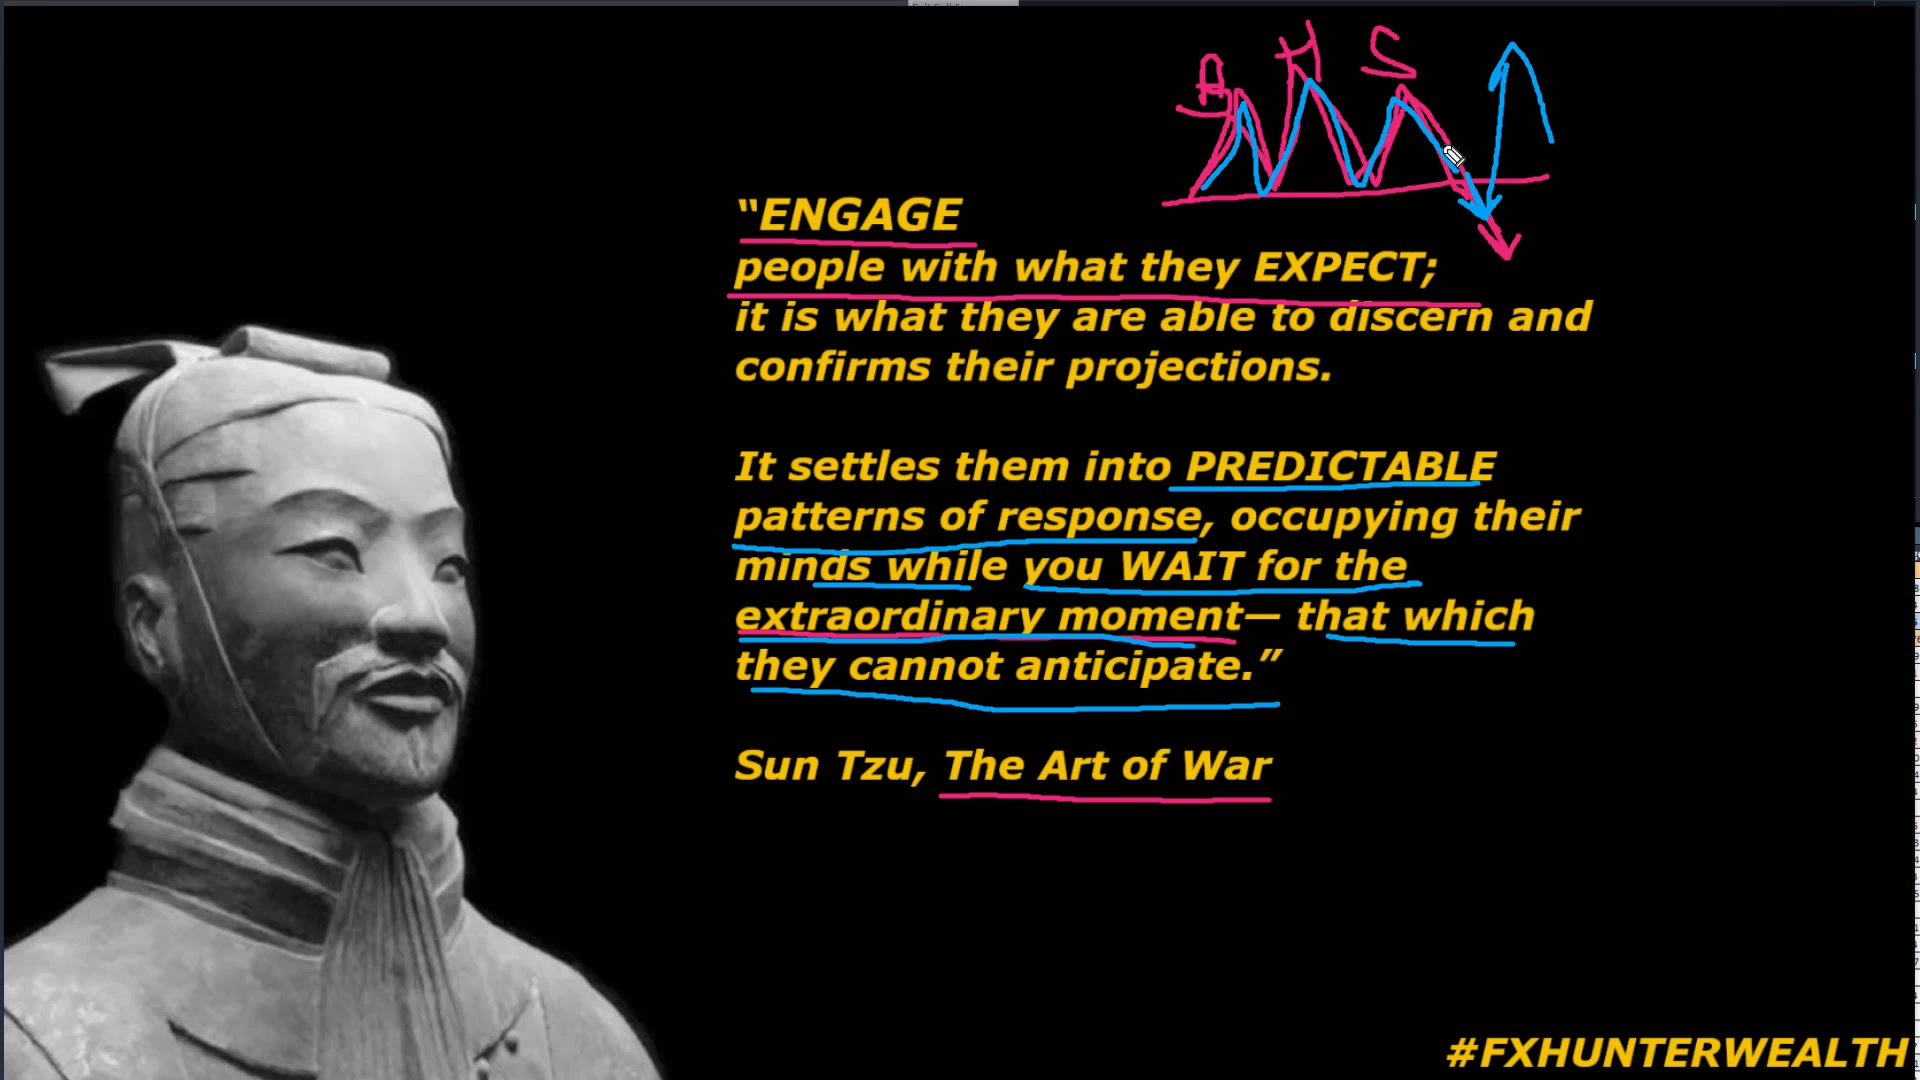 H S
“ENGAGE
people with what they EXPECT;
it is what they are able to discern and
confirms their projections.
It settles them into PREDICTABLE
patterns of response, occupying their
minds while you WAIT for the
extraordinary moment— that which
they cannot anticipate.”
Sun Tzu, The Art of War
#FXHUNTERWEALTH